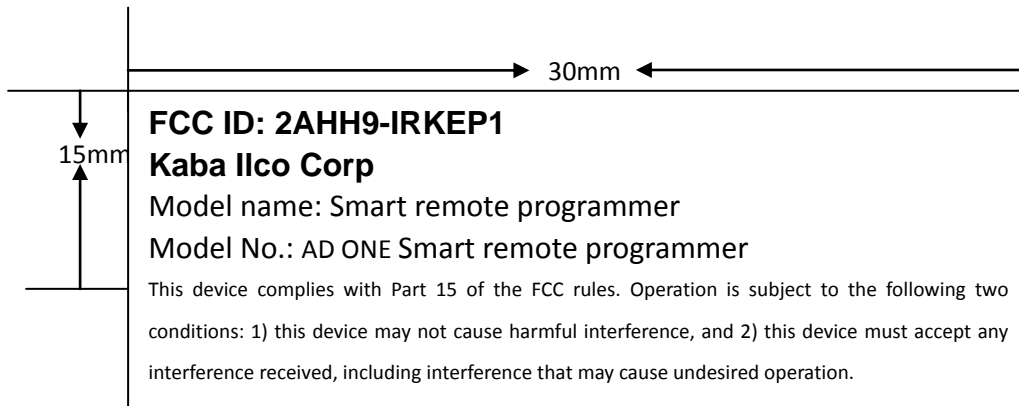 30mm
15mm
FCC ID: 2AHH9-IRKEP1
Kaba Ilco Corp
Model name: Smart remote programmer
Model No.: AD ONE Smart remote programmer
This device complies with Part 15 of the FCC rules. Operation is subject to the following two
conditions: 1) this device may not cause harmful interference, and 2) this device must accept any
interference received, including interference that may cause undesired operation.